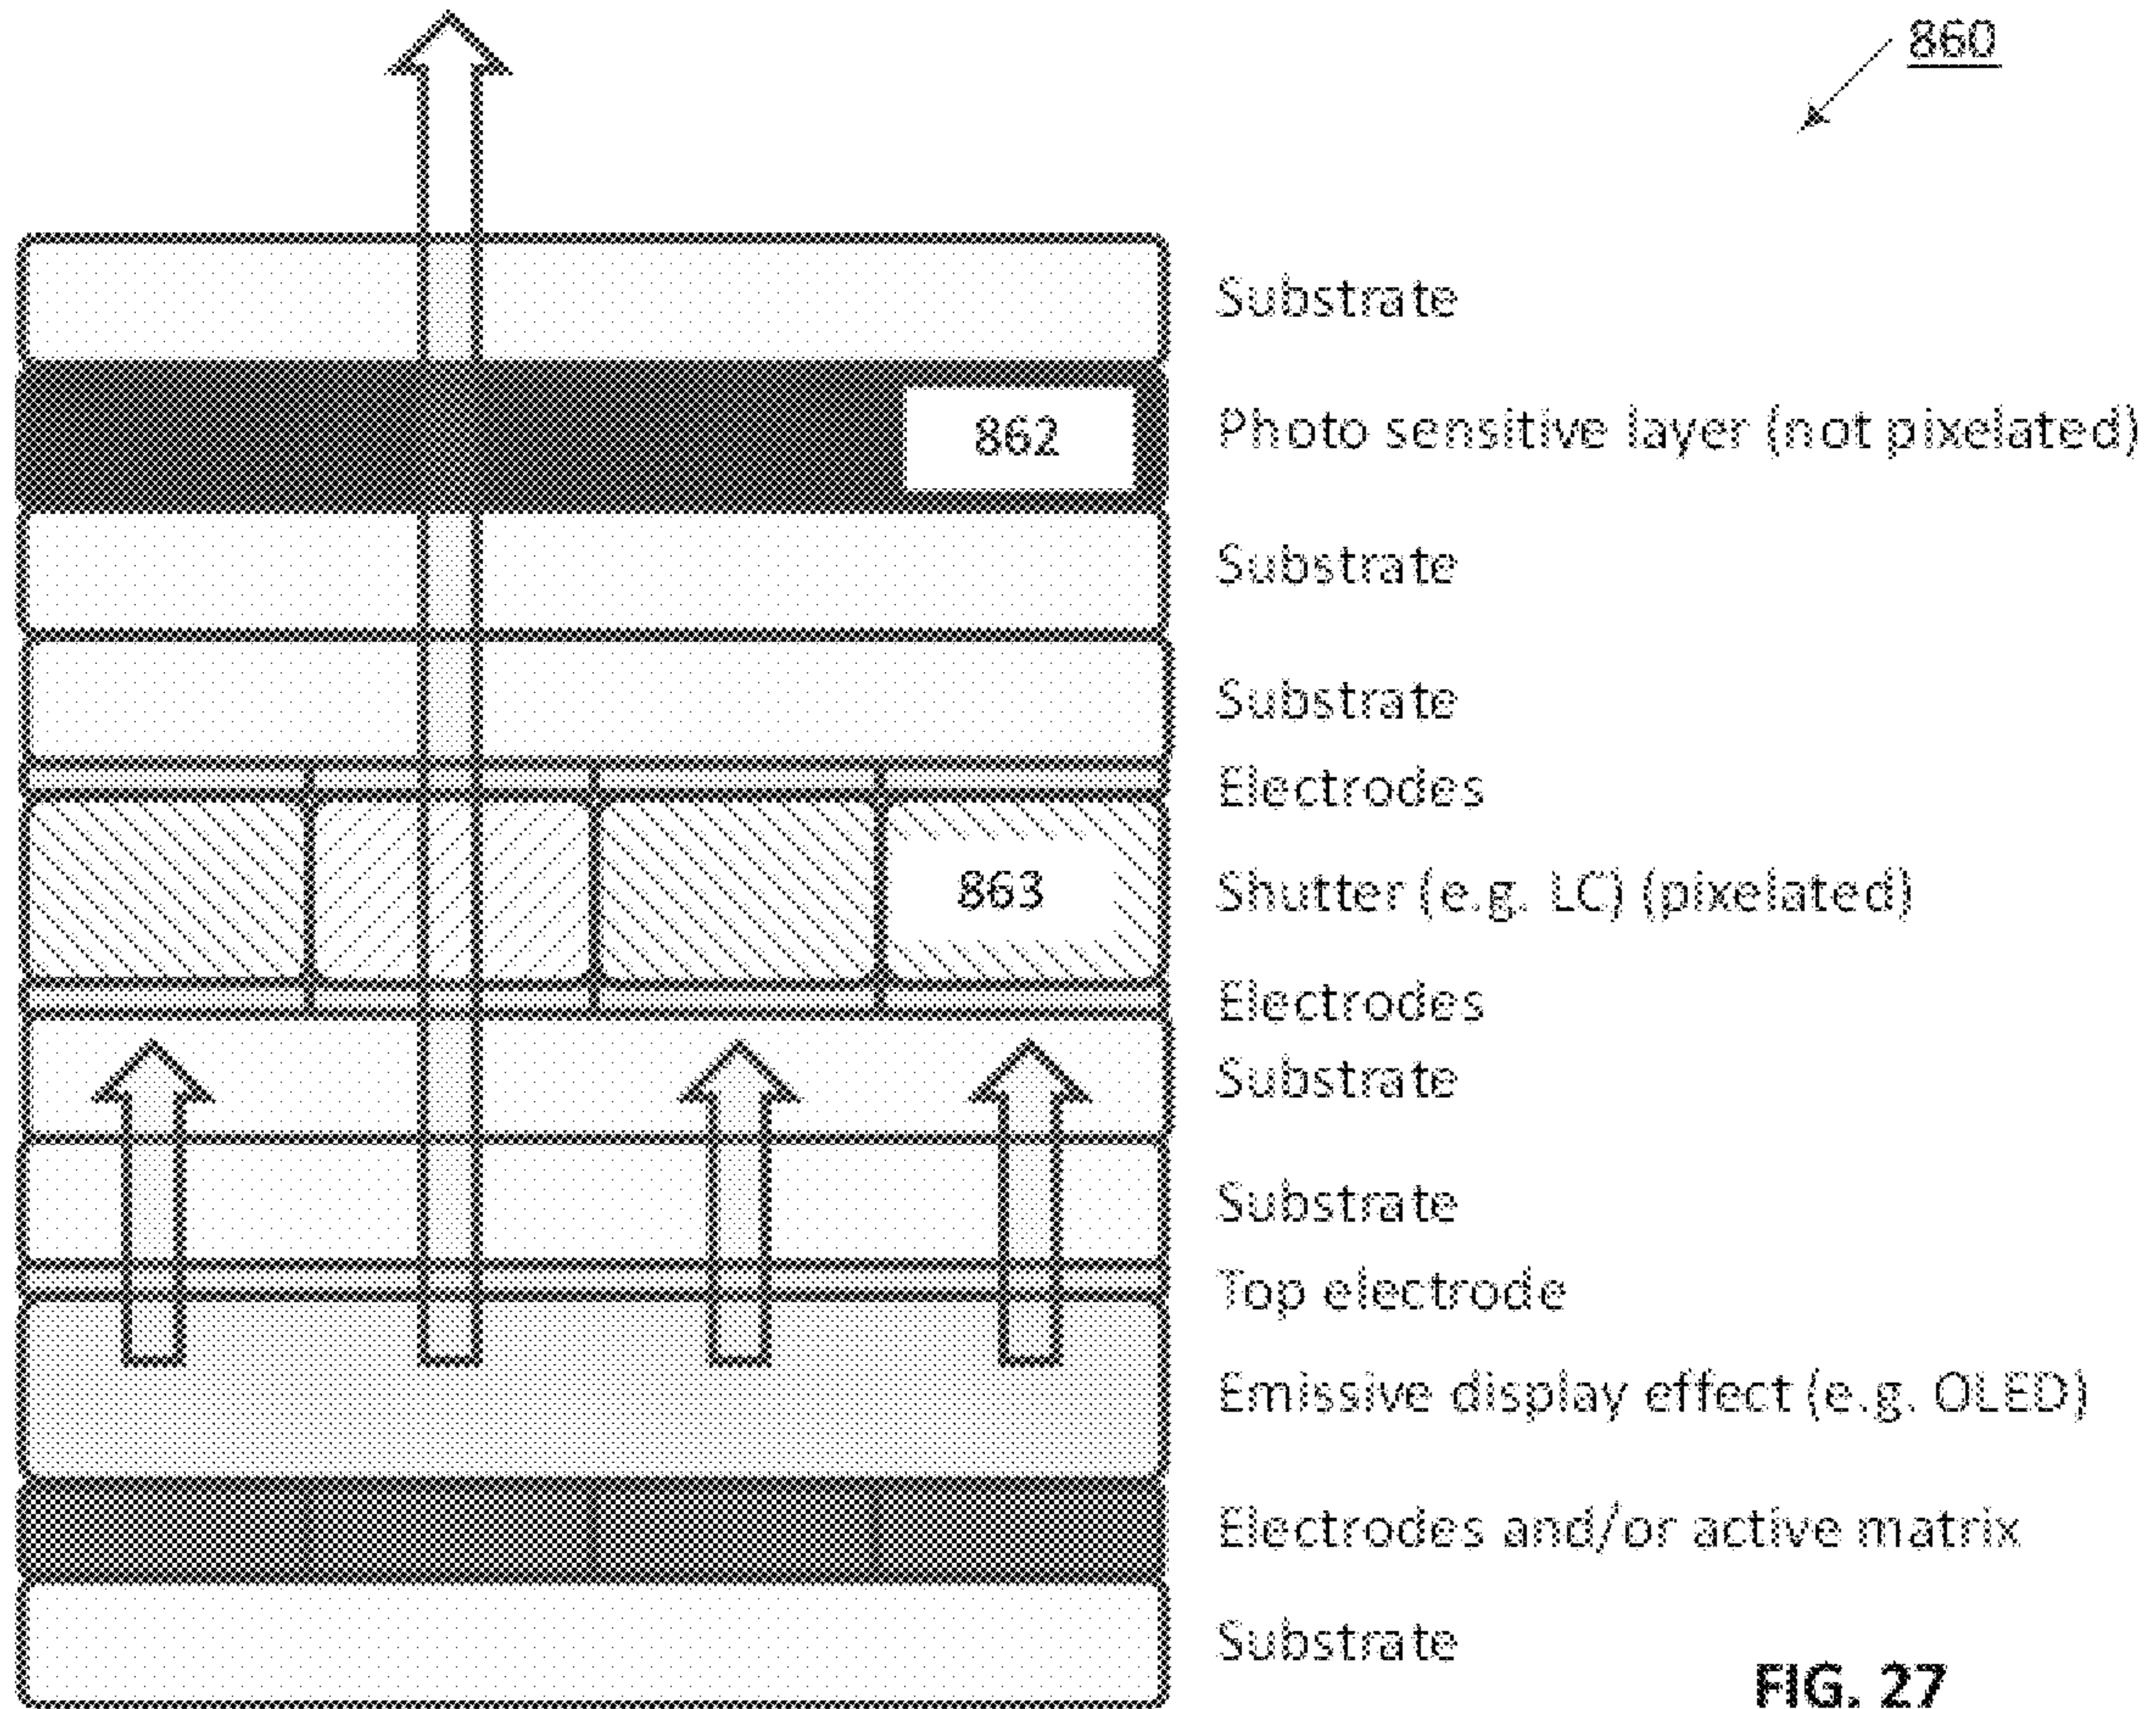 860
Substrate
862
Photo sensitive layer (not pixelated)
Substrate
Substrate
Electrodes
863
Shutter (e.g. LC) (pixelated)
Electrodes
Substrate
Substrate
Top electrode
Emissive display effect (e.g. OLED)
Electrodes and/or active matrix
Substrate
FIG. 27